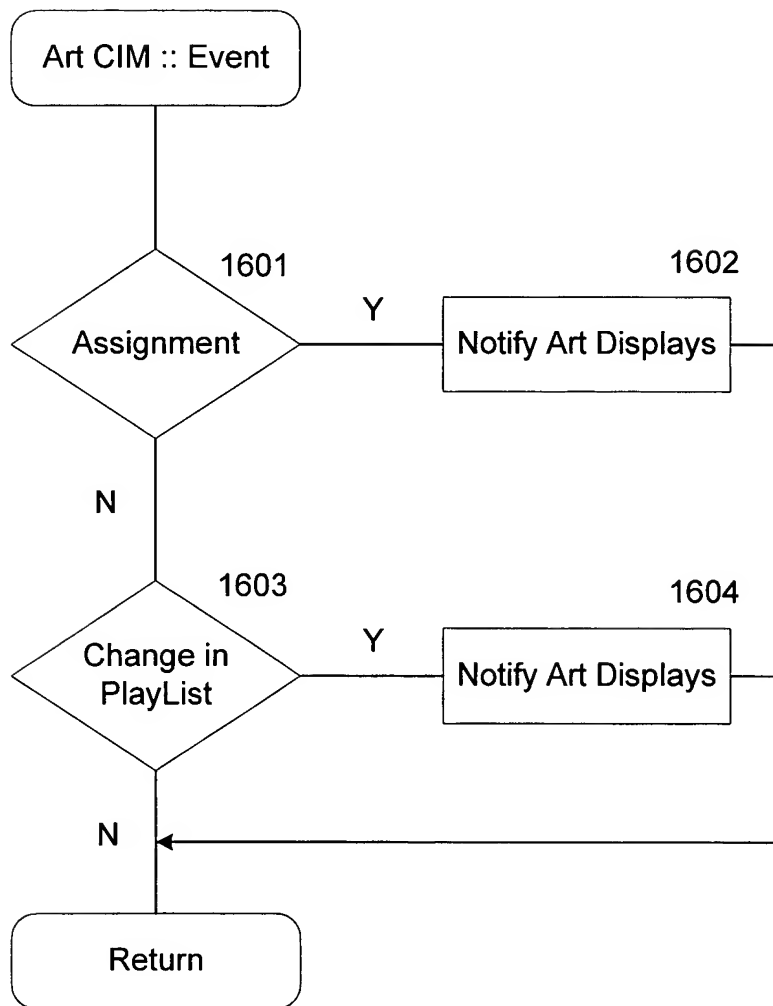 Art CIM :: Event
1601
1602
Assignment
Y
Notify Art Displays
N
1603
1604
Change in
PlayList
Y
Notify Art Displays
N
Return